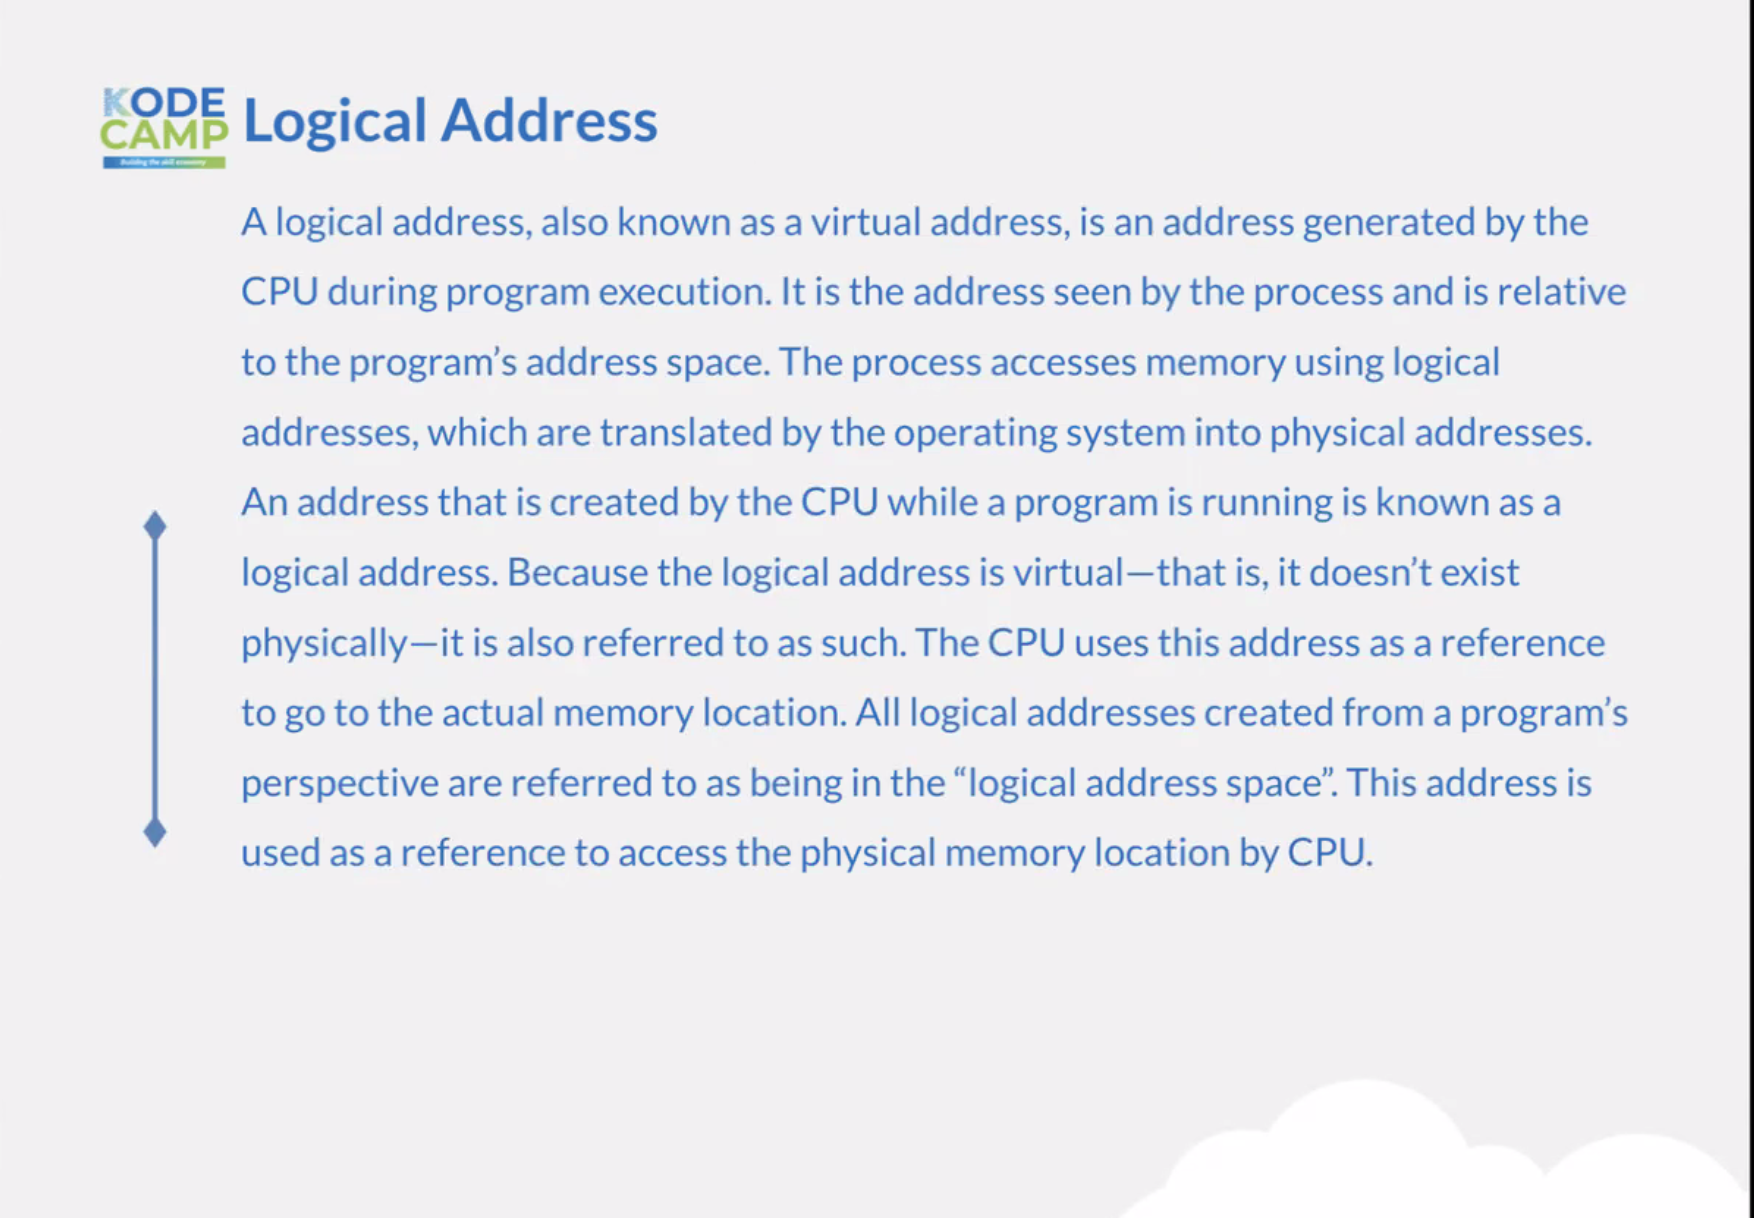 KODE
CAMP
Building the skill economy
Logical Address
A logical address, also known as a virtual address, is an address generated by the
CPU during program execution. It is the address seen by the process and is relative
to the program’s address space. The process accesses memory using logical
addresses, which are translated by the operating system into physical addresses.
An address that is created by the CPU while a program is running is known as a
logical address. Because the logical address is virtual—that is, it doesn’t exist
physically—it is also referred to as such. The CPU uses this address as a reference
to go to the actual memory location. All logical addresses created from a program’s
perspective are referred to as being in the “logical address space”. This address is
used as a reference to access the physical memory location by CPU.